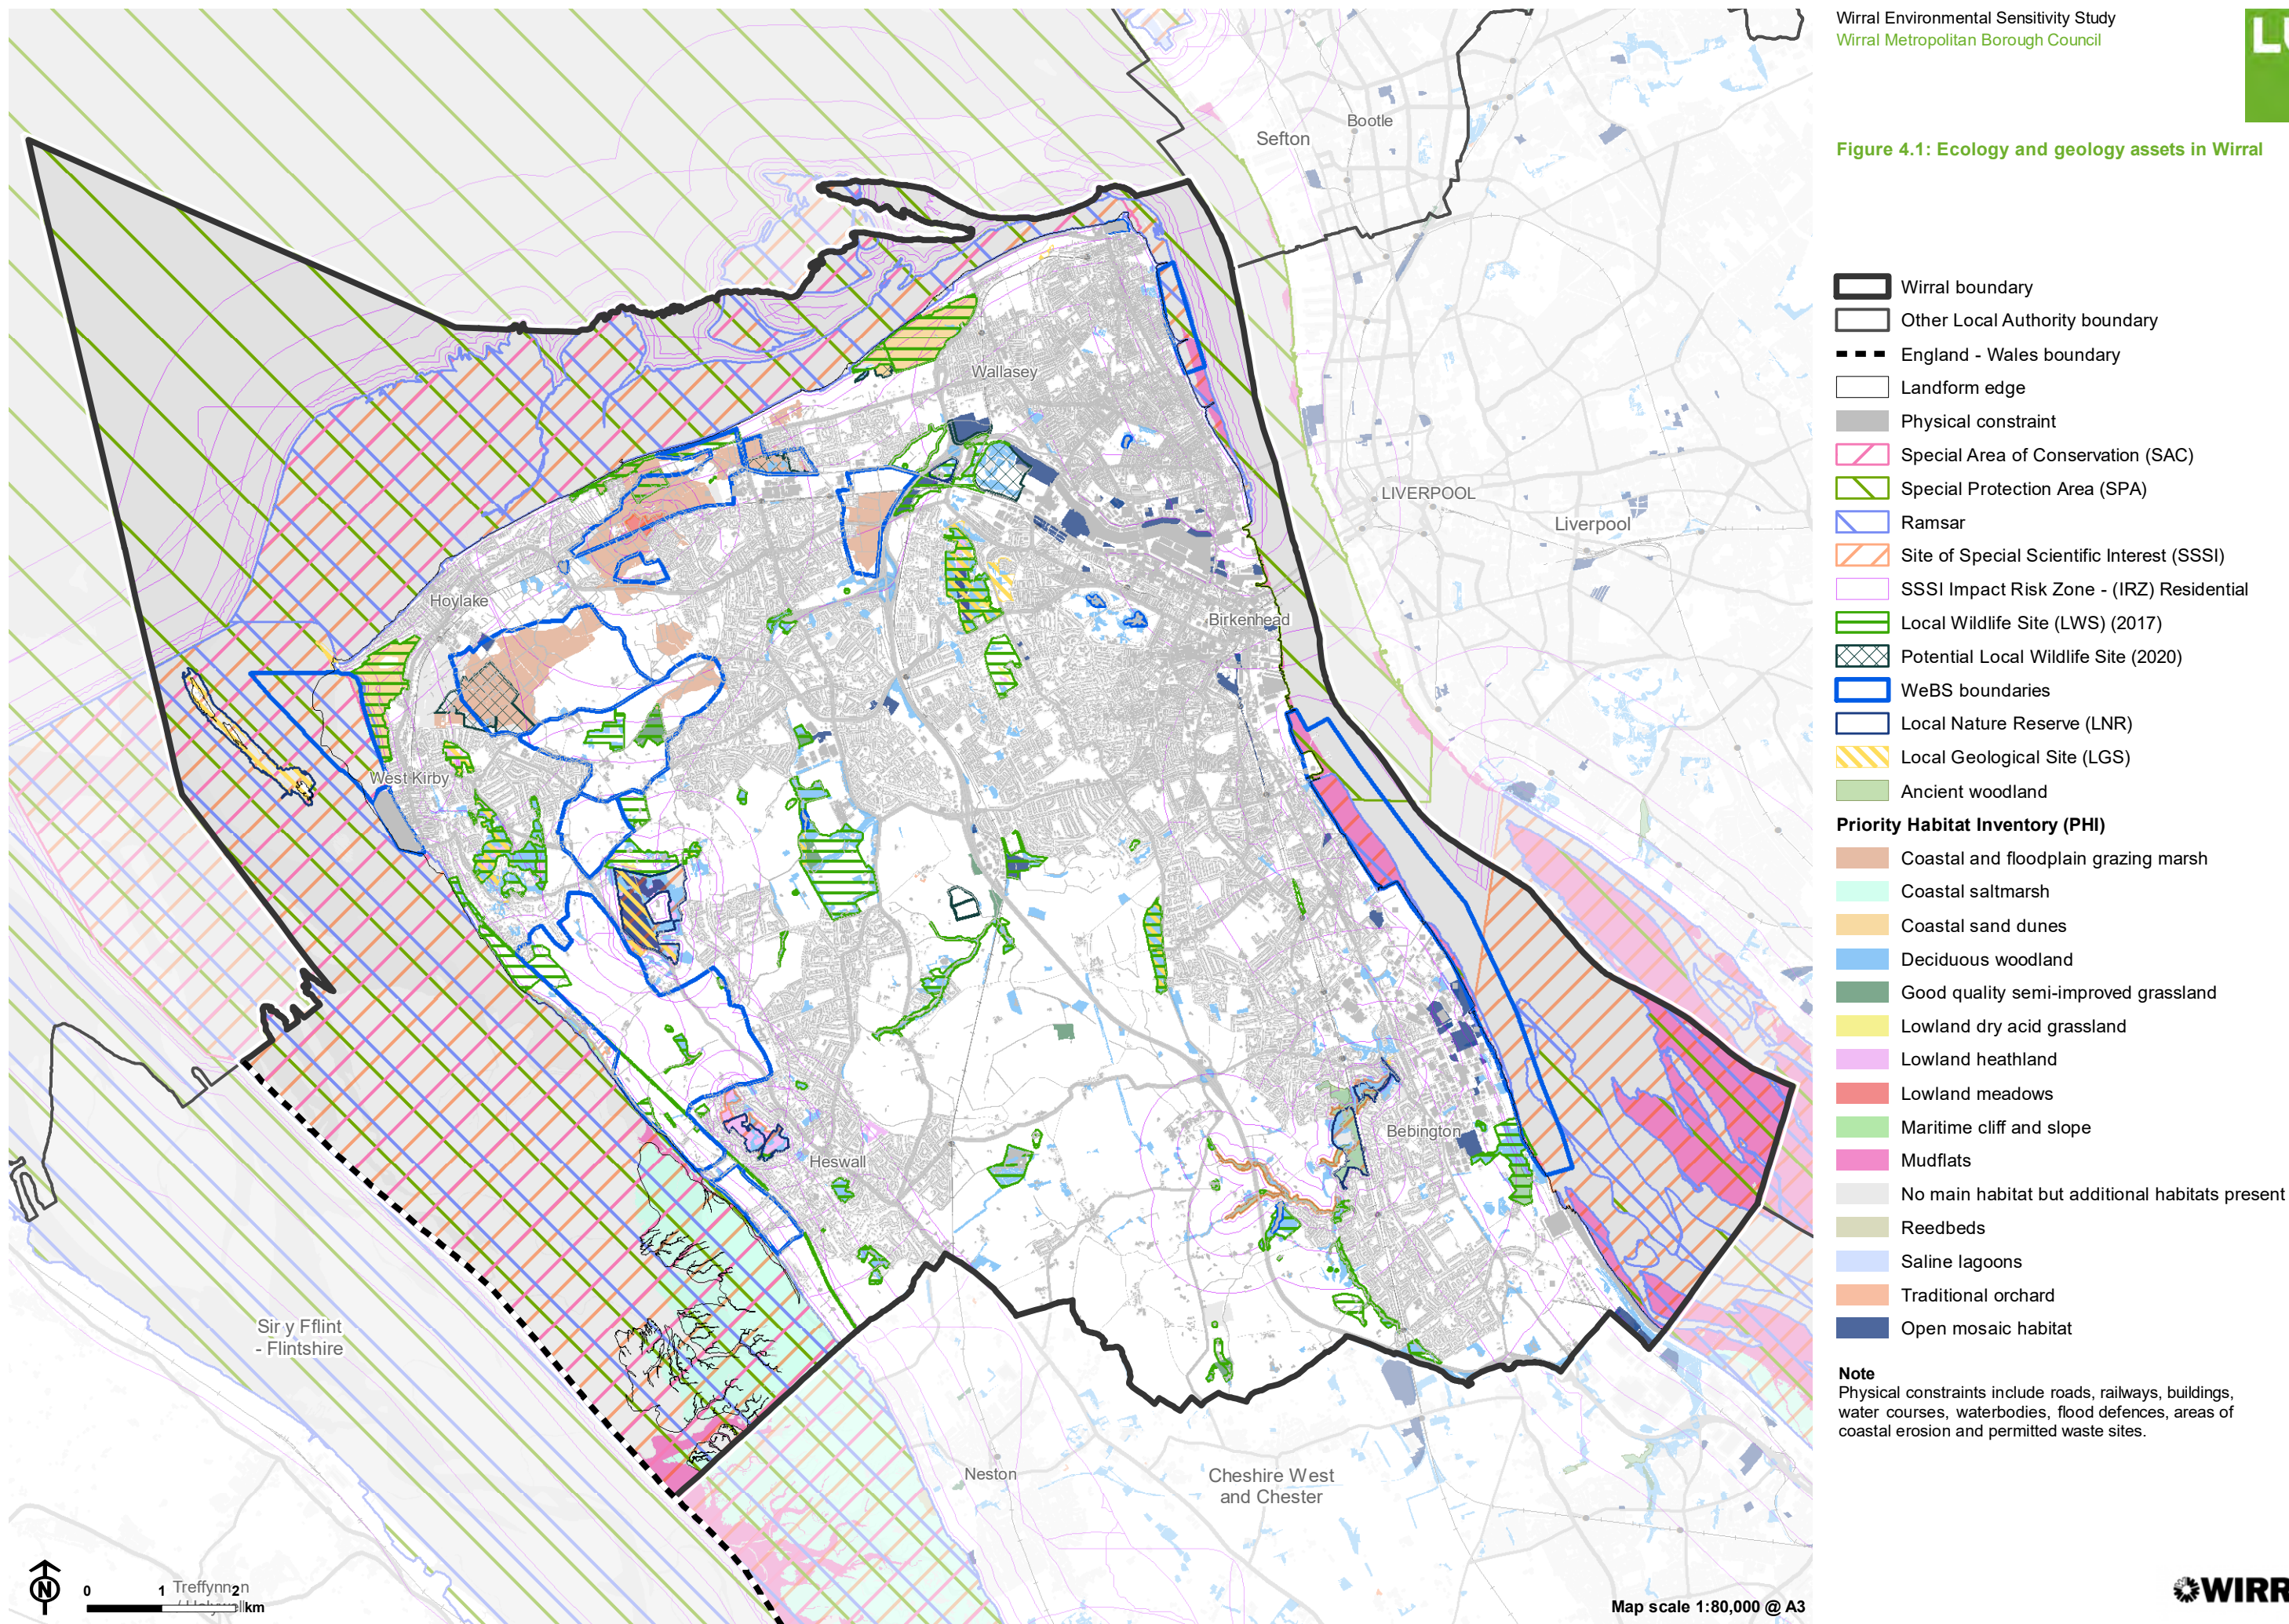 Wirral Environmental Sensitivity Study
Wirral Metropolitan Borough Council
Figure 4.1: Ecology and geology assets in Wirral
Wirral boundary
Other Local Authority boundary
England - Wales boundary
Landform edge
Physical constraint
Special Area of Conservation (SAC)
Special Protection Area (SPA)
Ramsar
Site of Special Scientific Interest (SSSI)
SSSI Impact Risk Zone - (IRZ) Residential
Local Wildlife Site (LWS) (2017)
Potential Local Wildlife Site (2020)
WeBS boundaries
Local Nature Reserve (LNR)
Local Geological Site (LGS)
Ancient woodland
Priority Habitat Inventory (PHI)
Coastal and floodplain grazing marsh
Coastal saltmarsh
Coastal sand dunes
Deciduous woodland
Good quality semi-improved grassland
Lowland dry acid grassland
Lowland heathland
Lowland meadows
Maritime cliff and slope
Mudflats
No main habitat but additional habitats present
Reedbeds
Saline lagoons
Traditional orchard
Open mosaic habitat
Note
Physical constraints include roads, railways, buildings,
water courses, waterbodies, flood defences, areas of
coastal erosion and permitted waste sites.
WIRR
Sefton
Bootle
Wallasey
LIVERPOOL
Liverpool
Hoylake
Birkenhead
West Kirby
Bebington
Heswall
Sir y Fflint
- Flintshire
Neston
Cheshire West
and Chester
Treffynnon
N
0 1 2
km
Map scale 1:80,000 @ A3